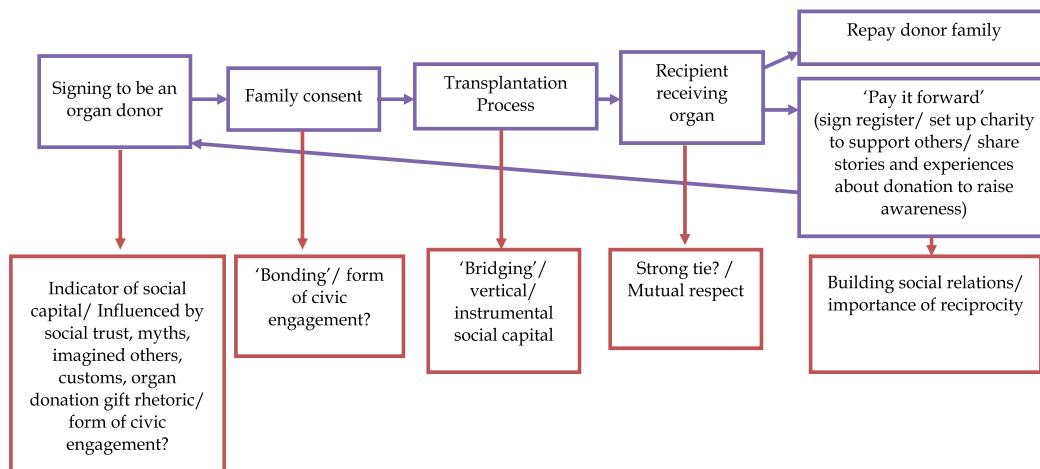 Signing to be an
organ donor
Family consent
Transplantation
Process
Recipient
receiving
organ
Repay donor family
‘Pay it forward’
(sign register/ set up charity
to support others/ share
stories and experiences
about donation to raise
awareness)
Indicator of social
capital/ Influenced by
social trust, myths,
imagined others,
customs, organ
donation gift rhetoric/
form of civic
engagement?
‘Bonding’/ form
of civic
engagement?
‘Bridging’/
vertical/
instrumental
social capital
Strong tie? /
Mutual respect
Building social relations/
importance of reciprocity